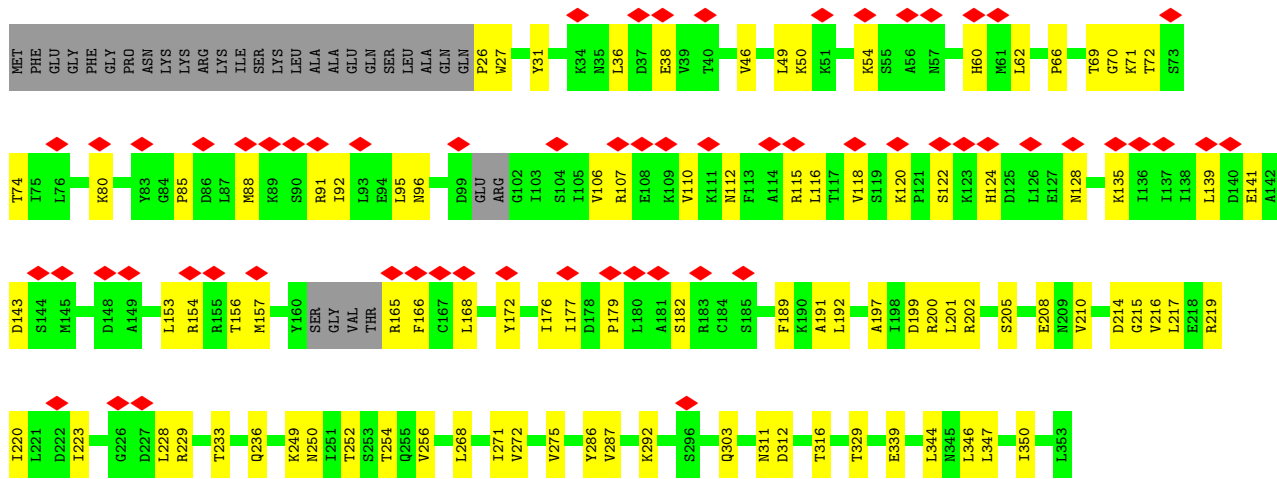 MET PHE GLU GLY GLY PHE GLY PRO ASN LYS LYS ARG LYS ILE SER LYS LEU ALA ALA GLU GLN SER LEU ALA GLN GLN P26 W27 Y31 K34 N35 L36 D37 E38 V39 T40 V46 L49 K50 K51 K54 S55 A56 N57 H60 M61 L62 P66 T69 G70 K71 T72 S73
T74 I75 L76 K80 Y83 G84 P85 D86 L87 M88 K89 S90 R91 I92 L93 E94 L95 N96 D99 GLU ARG G102 I103 S104 I105 V106 R107 E108 K109 V110 K111 N112 F113 A114 R115 L116 T117 V118 S119 K120 P121 S122 K123 H124 D125 L126 E127 N128 K135 I136 I137 I138 L139 D140 E141 A142
D143 S144 M145 D148 A149 L153 R154 R155 T156 M157 Y160 SER GLY VAL THR R165 F166 C167 L168 Y172 I176 I177 D178 P179 L180 A181 S182 R183 C184 S185 F189 K190 A191 L192 A197 I198 D199 R200 L201 R202 S205 E208 N209 V210 D214 G215 V216 L217 E218 R219
I220 L221 D222 I223 G226 D227 L228 R229 T233 Q236 K249 N250 I251 T252 S253 T254 Q255 V256 L268 I271 V272 V275 Y286 V287 K292 S296 Q303 N311 D312 T316 T329 E339 L344 N345 L346 L347 I350 L353